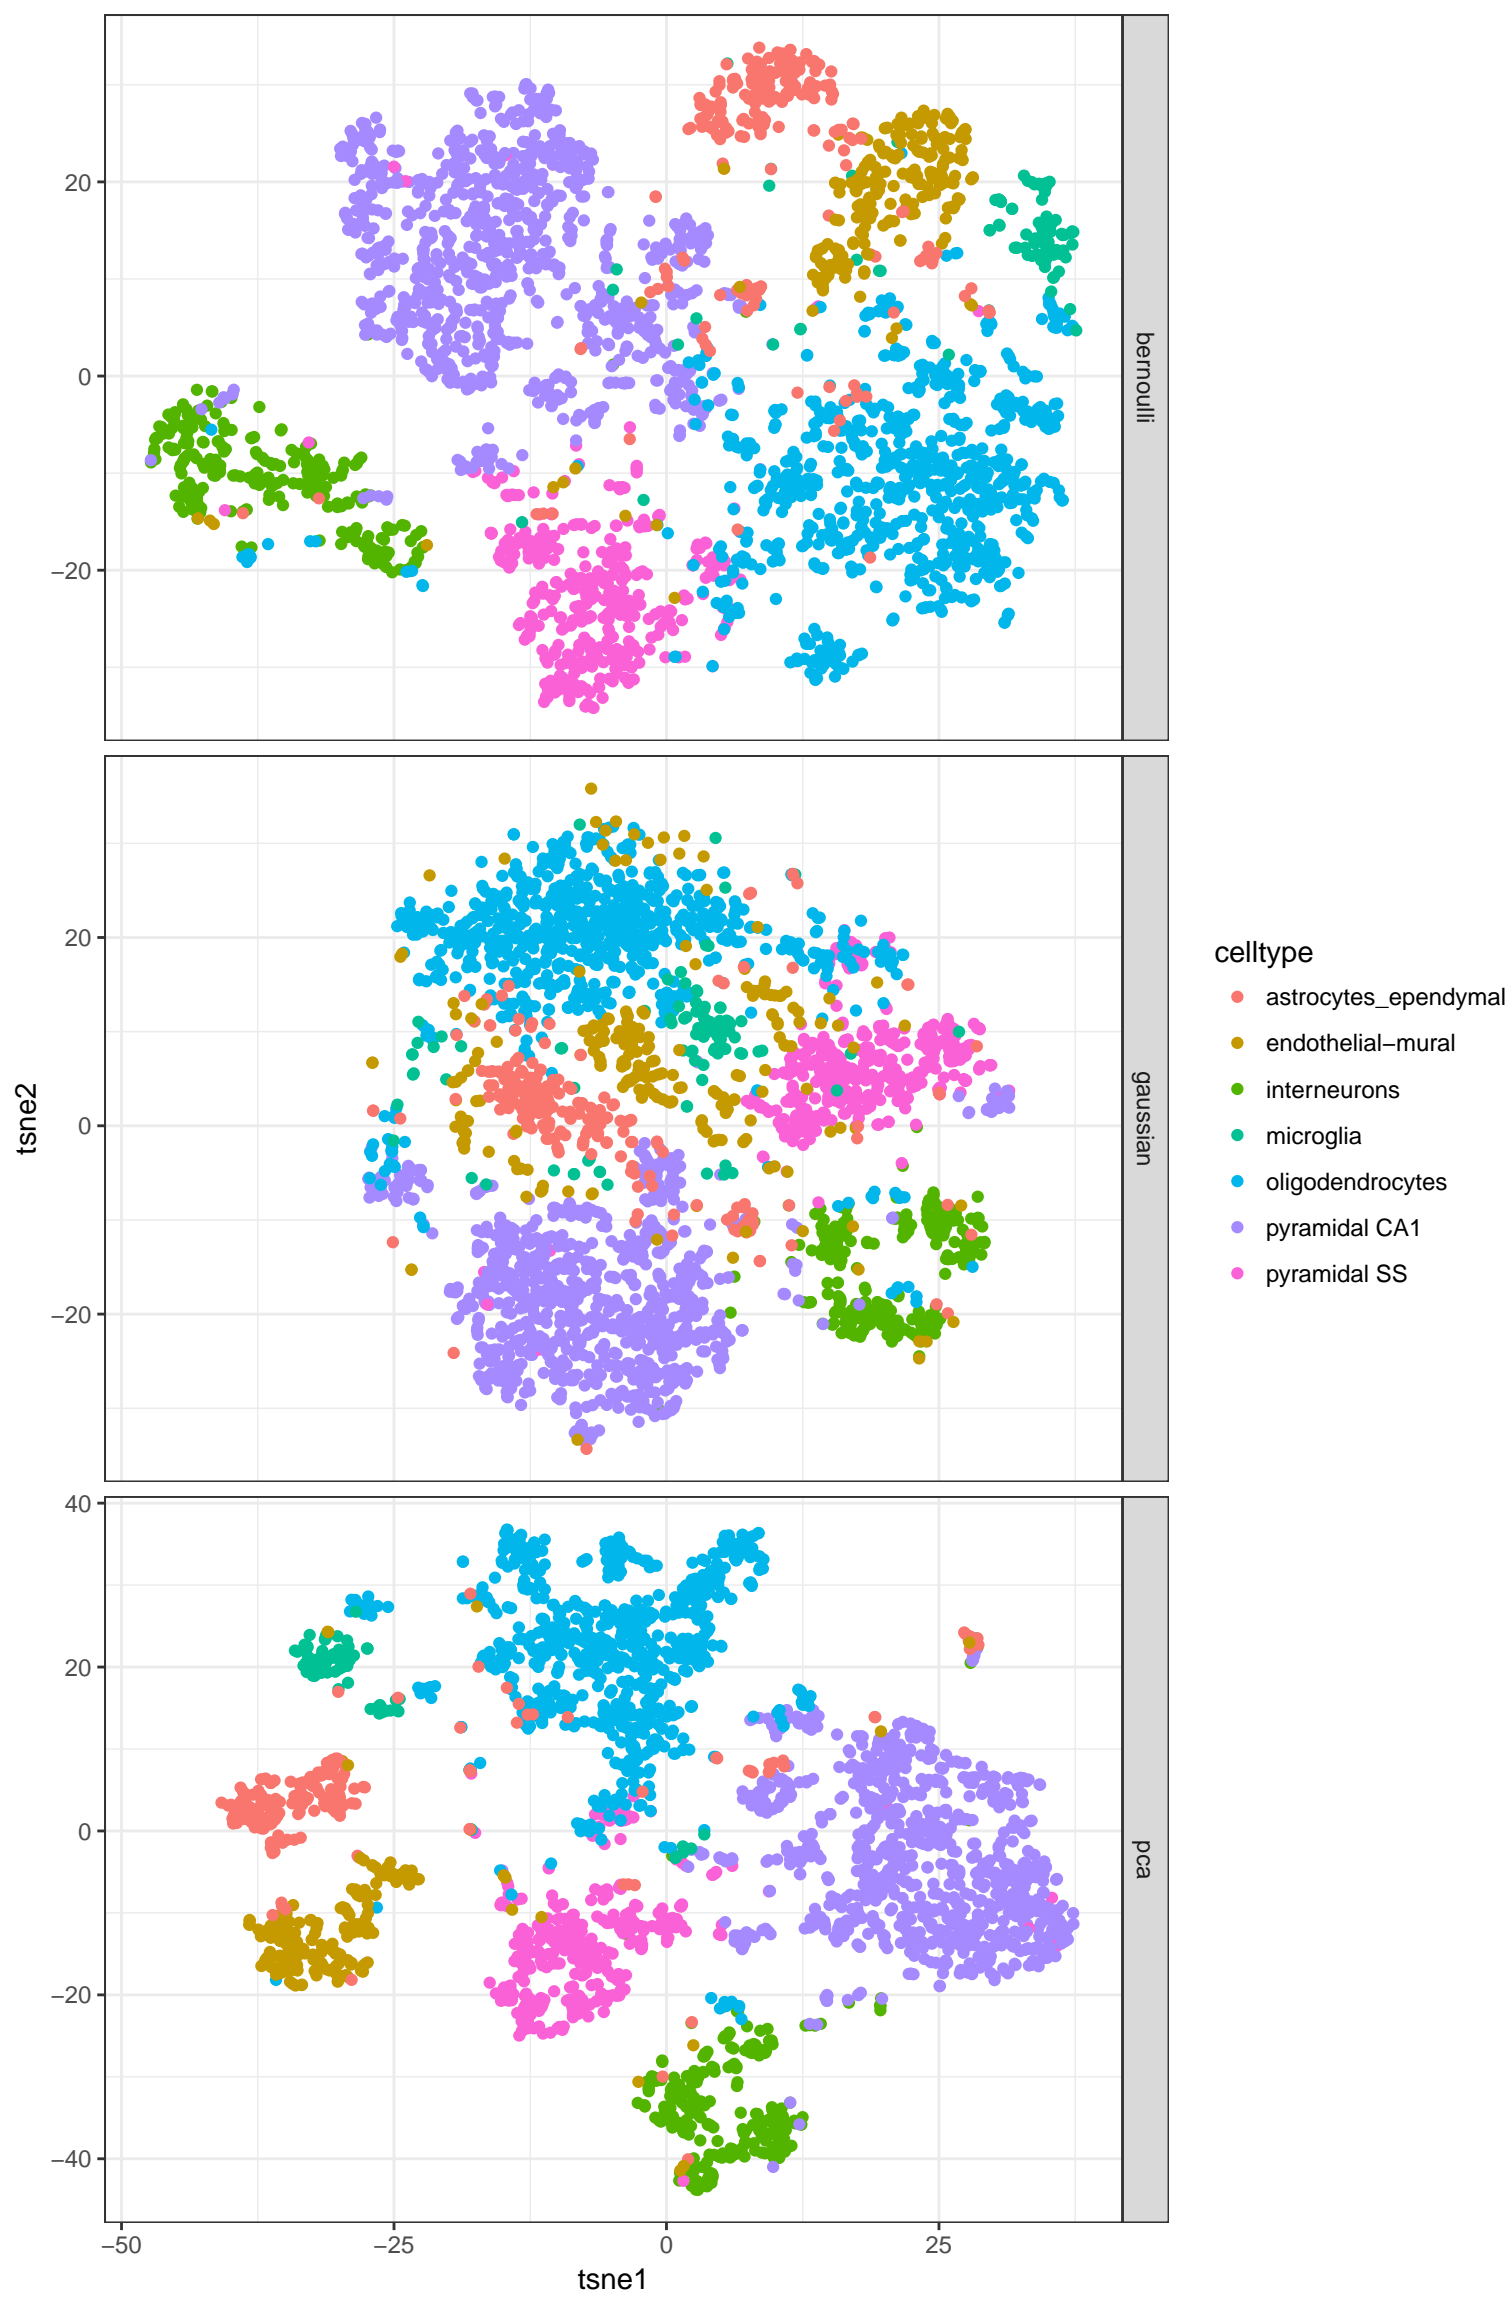 20
0
−20
bernoulli
20
0
−20
gaussian
40
20
0
−20
−40
pca
−50
−25
0
25
tsne1
tsne2
celltype
astrocytes_ependymal
endothelial−mural
interneurons
microglia
oligodendrocytes
pyramidal CA1
pyramidal SS